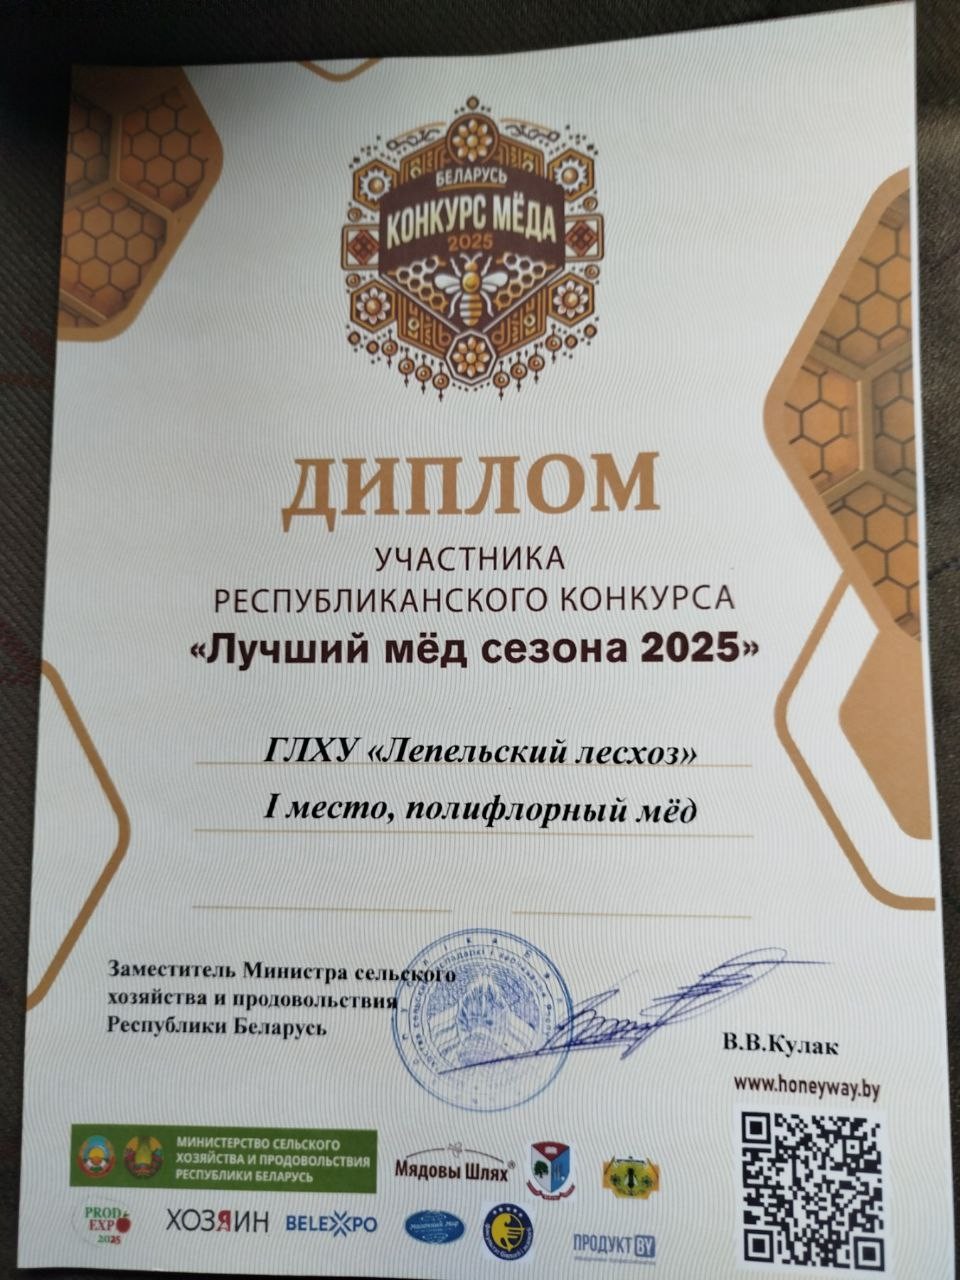 БЕЛАРУСЬ
КОНКУРС МЁДА
2025
ДИПЛОМ
УЧАСТНИКА
РЕСПУБЛИКАНСКОГО КОНКУРСА
«Лучший мёд сезона 2025»
ГЛХУ «Лепельский лесхоз»
I место, полифлорный мёд
Заместитель Министра сельского
хозяйства и продовольствия
Республики Беларусь
В.В.Кулак
www.honeyway.by
МИНИСТЕРСТВО СЕЛЬСКОГО
ХОЗЯЙСТВА И ПРОДОВОЛЬСТВИЯ
РЕСПУБЛИКИ БЕЛАРУСЬ
Мядовы Шлях®
PROD
EXPO
2025
ХОЗЯИН
BELEXPO
ПРОДУКТ BY